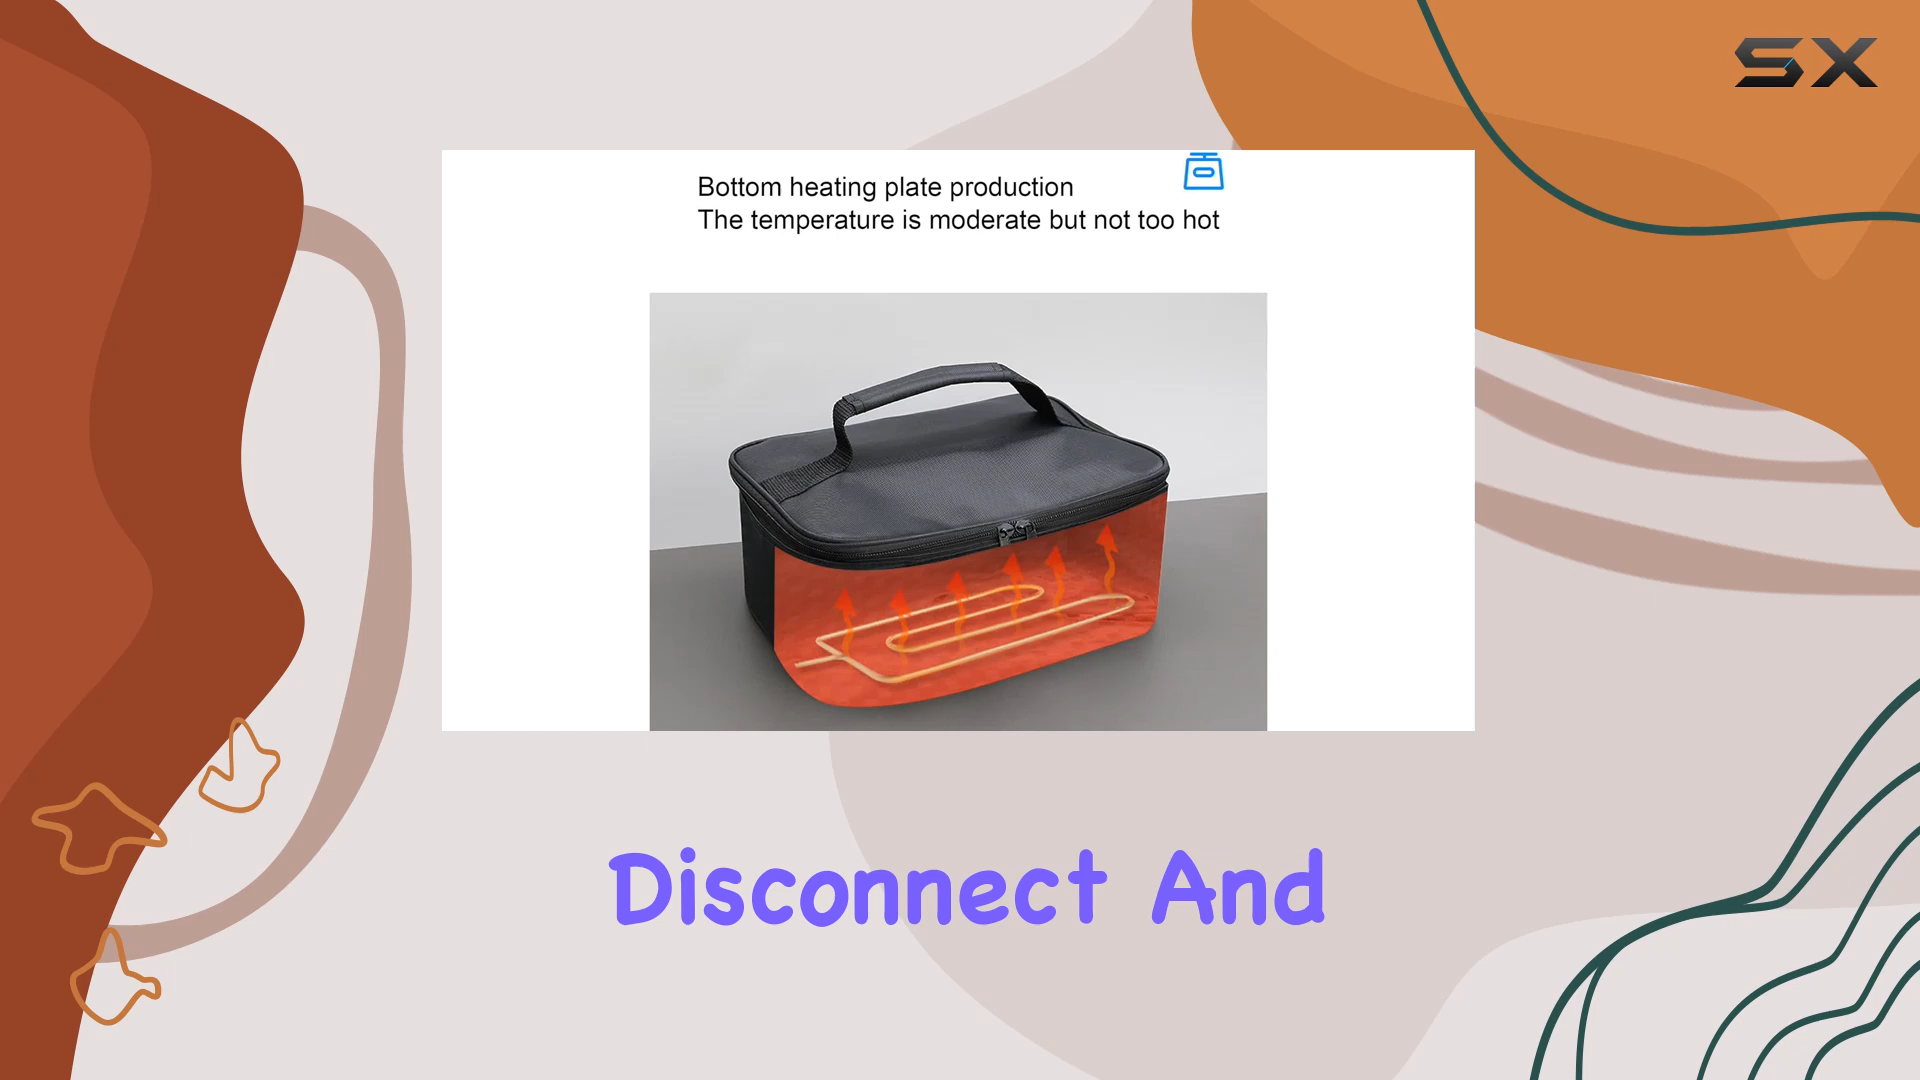 SX
Bottom heating plate production
The temperature is moderate but not too hot
Disconnect And